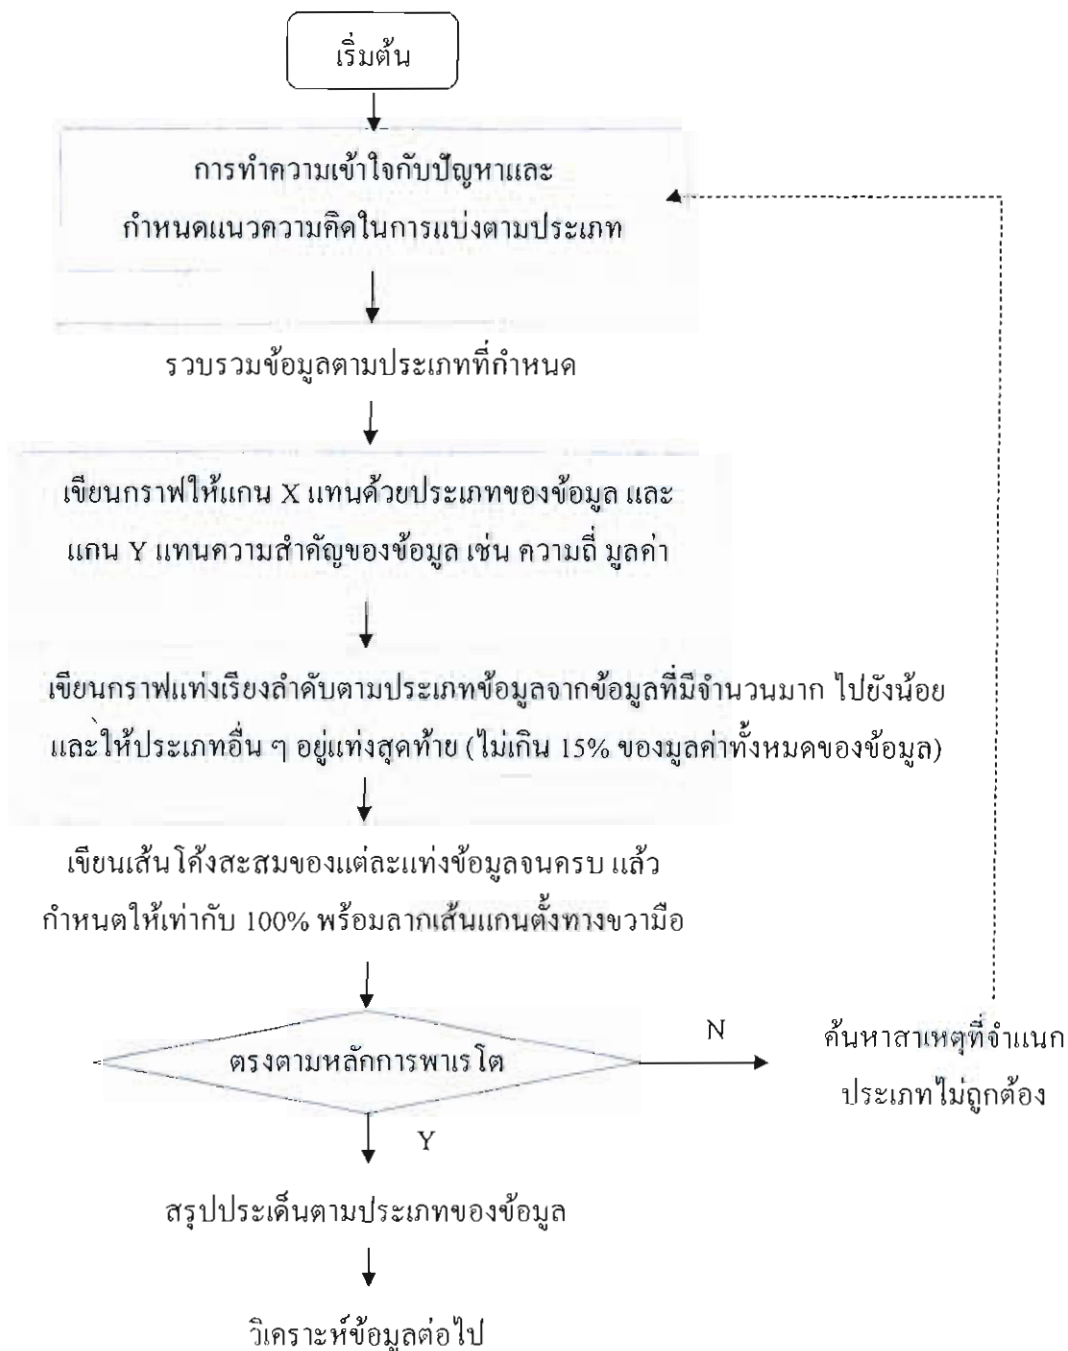 เริ่มต้น
การทำความเข้าใจกับปัญหาและ
กำหนดแนวความคิดในการแบ่งตามประเภท
รวบรวมข้อมูลตามประเภทที่กำหนด
เขียนกราฟให้แกน X แทนด้วยประเภทของข้อมูล และ
แกน Y แทนความสำคัญของข้อมูล เช่น ความถี่ มูลค่า
เขียนกราฟแท่งเรียงลำดับตามประเภทข้อมูลจากข้อมูลที่มีจำนวนมาก ไปยังน้อย
และให้ประเภทอื่น ๆ อยู่แท่งสุดท้าย (ไม่เกิน 15% ของมูลค่าทั้งหมดของข้อมูล)
เขียนเส้นโค้งสะสมของแต่ละแท่งข้อมูลจนครบ แล้ว
กำหนดให้เท่ากับ 100% พร้อมลากเส้นแกนตั้งทางขวามือ
ตรงตามหลักการพาเรโต
N
ค้นหาสาเหตุที่จำแนก
ประเภทไม่ถูกต้อง
Y
สรุปประเด็นตามประเภทของข้อมูล
วิเคราะห์ข้อมูลต่อไป